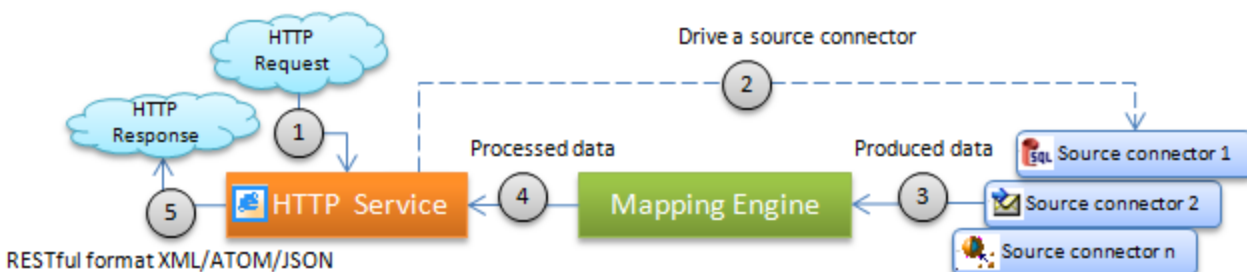 HTTP
Request
Drive a source connector
2
HTTP
Response
1
Processed data
Produced data
SQL Source connector 1
5
HTTP Service
4
Mapping Engine
3
Source connector 2
RESTful format XML/ATOM/JSON
Source connector n